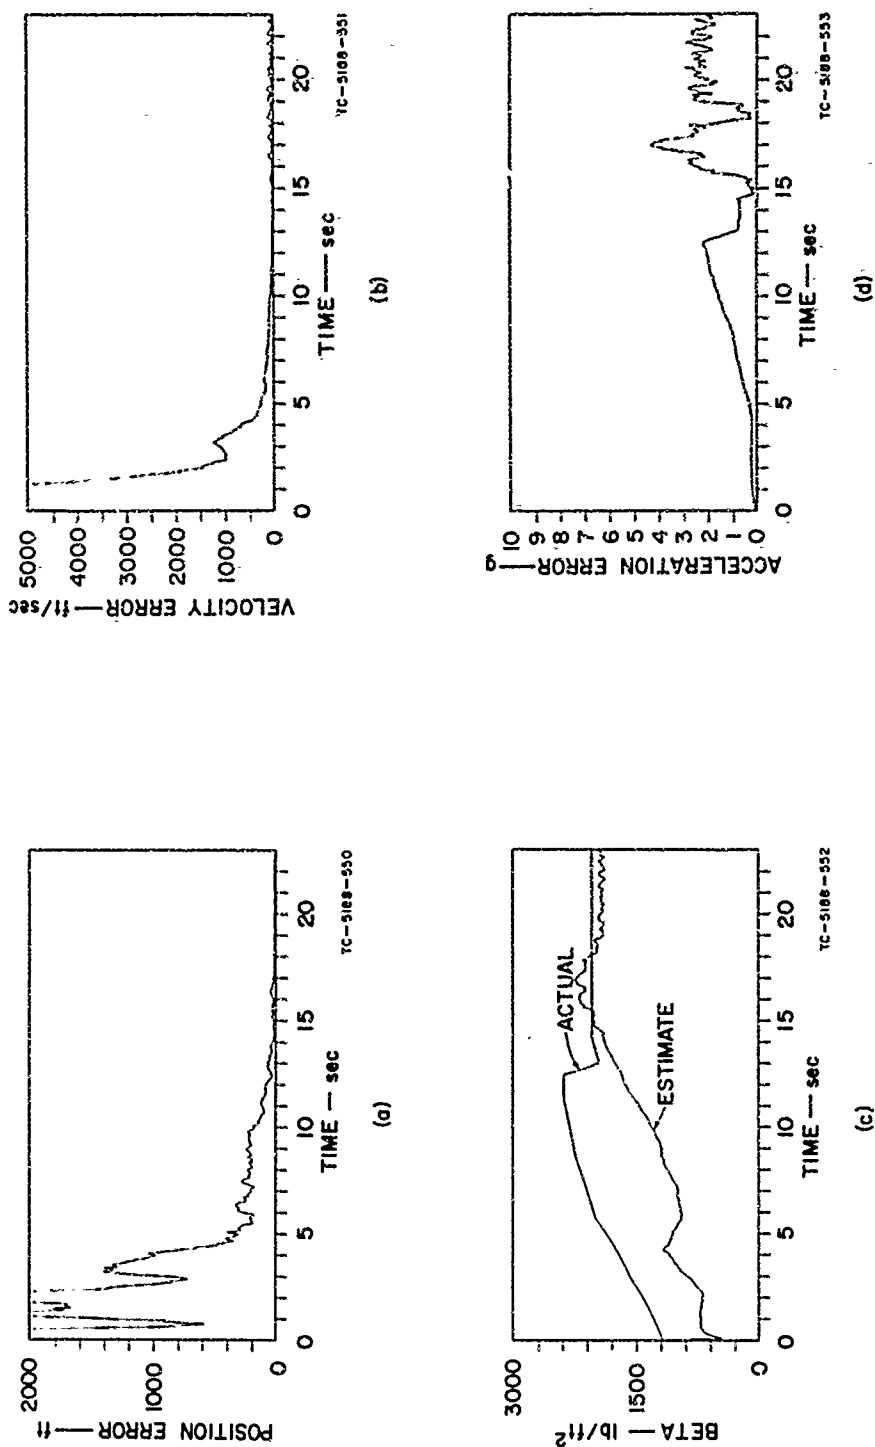 2000
1000
0
POSITION ERROR — ft
0 5 10 15 20
TIME — sec
TC-5188-550
(a)
5000
4000
3000
2000
1000
0
VELOCITY ERROR — ft/sec
0 5 10 15 20
TIME — sec
TC-5188-551
(b)
3000
1500
0
BETA — lb/ft²
ACTUAL
ESTIMATE
0 5 10 15 20
TIME — sec
TC-5188-552
(c)
10
9
8
7
6
5
4
3
2
1
0
ACCELERATION ERROR — g
0 5 10 15 20
TIME — sec
TC-5188-553
(d)